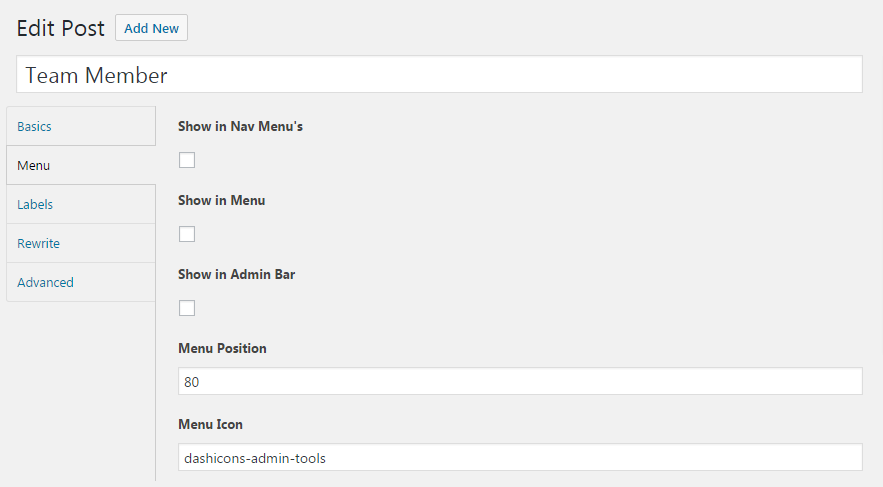 Edit Post Add New
Team Member
Basics
Menu
Labels
Rewrite
Advanced
Show in Nav Menu's
Show in Menu
Show in Admin Bar
Menu Position
80
Menu Icon
dashicons-admin-tools